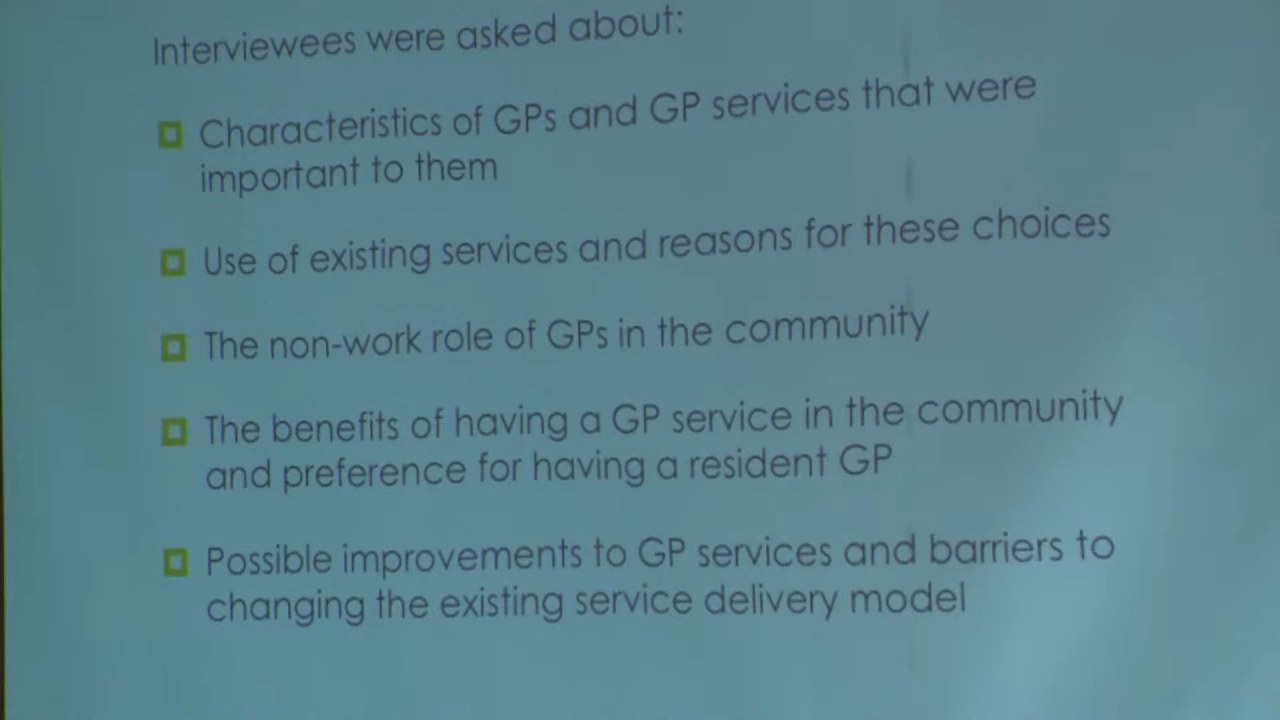 Interviewees were asked about:
Characteristics of GPs and GP services that were
important to them
Use of existing services and reasons for these choices
The non-work role of GPs in the community
The benefits of having a GP service in the community
and preference for having a resident GP
Possible improvements to GP services and barriers to
changing the existing service delivery model